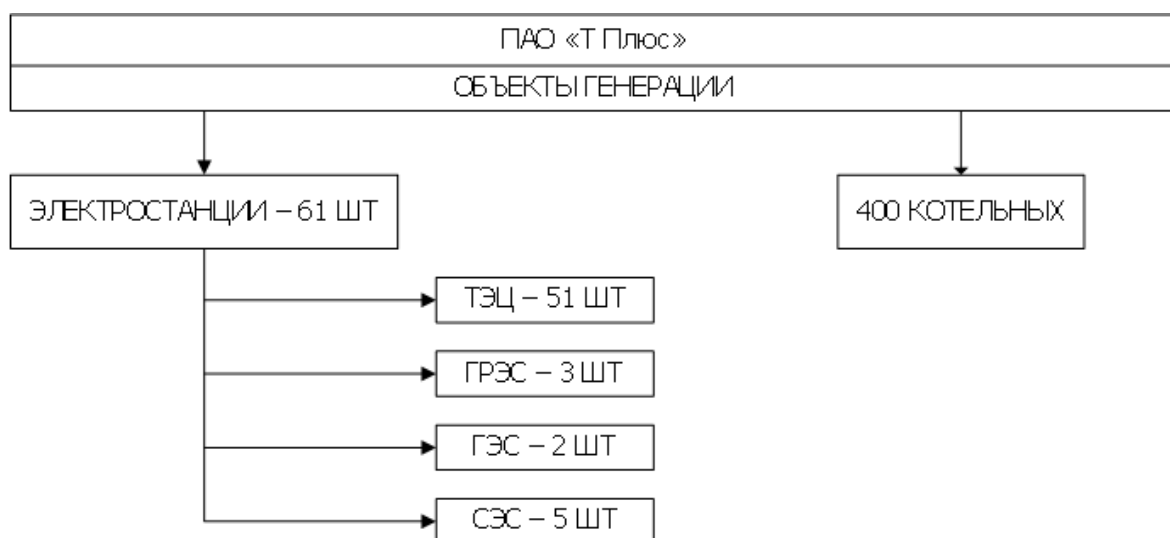 ПАО «Т Плюс»
ОБЪЕКТЫ ГЕНЕРАЦИИ
ЭЛЕКТРОСТАНЦИИ – 61 ШТ
400 КОТЕЛЬНЫХ
ТЭЦ – 51 ШТ
ГРЭС – 3 ШТ
ГЭС – 2 ШТ
СЭС – 5 ШТ